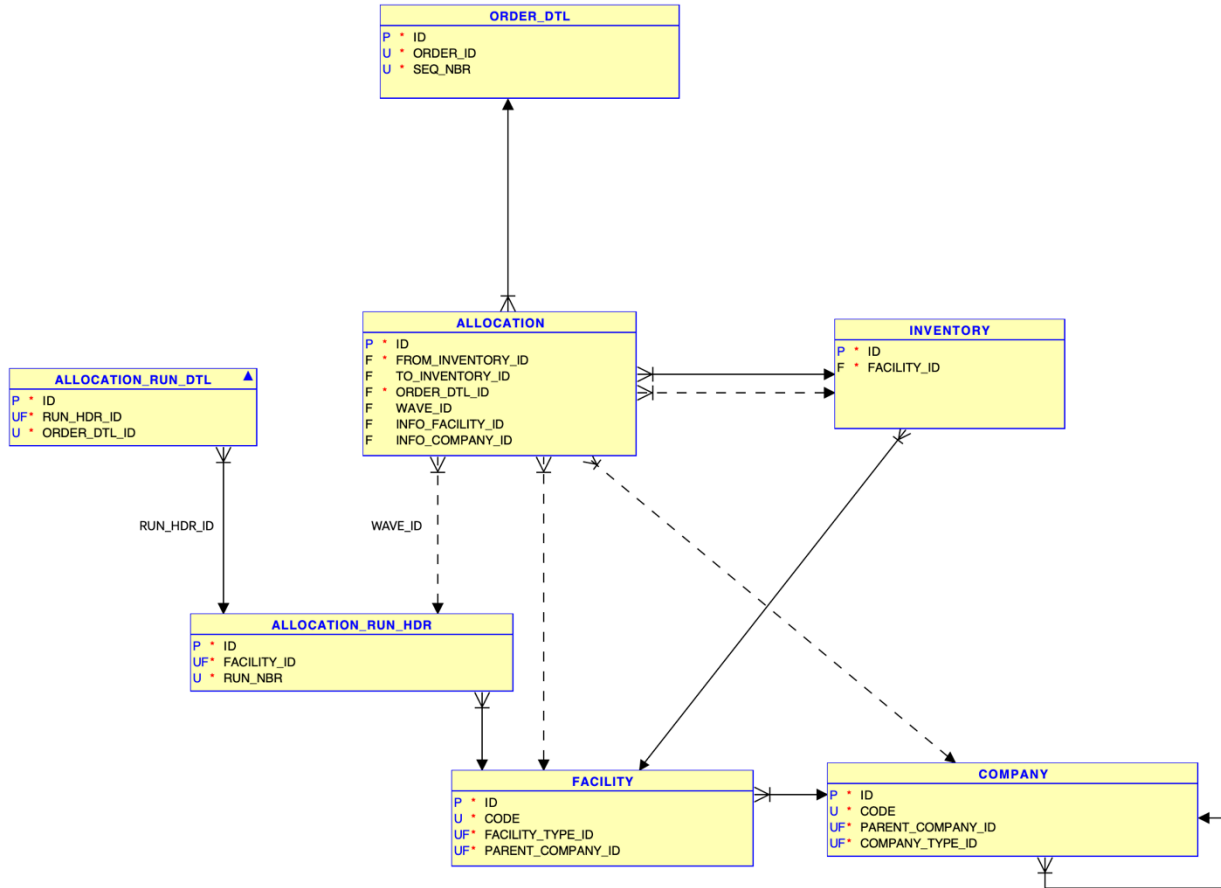 ORDER_DTL
P * ID
U * ORDER_ID
U * SEQ_NBR
ALLOCATION
P * ID
F * FROM_INVENTORY_ID
F TO_INVENTORY_ID
F * ORDER_DTL_ID
F WAVE_ID
F INFO_FACILITY_ID
F INFO_COMPANY_ID
INVENTORY
P * ID
F * FACILITY_ID
ALLOCATION_RUN_DTL
P * ID
UF* RUN_HDR_ID
U * ORDER_DTL_ID
RUN_HDR_ID
WAVE_ID
ALLOCATION_RUN_HDR
P * ID
UF* FACILITY_ID
U * RUN_NBR
FACILITY
P * ID
U * CODE
UF* FACILITY_TYPE_ID
UF* PARENT_COMPANY_ID
COMPANY
P * ID
U * CODE
UF* PARENT_COMPANY_ID
UF* COMPANY_TYPE_ID